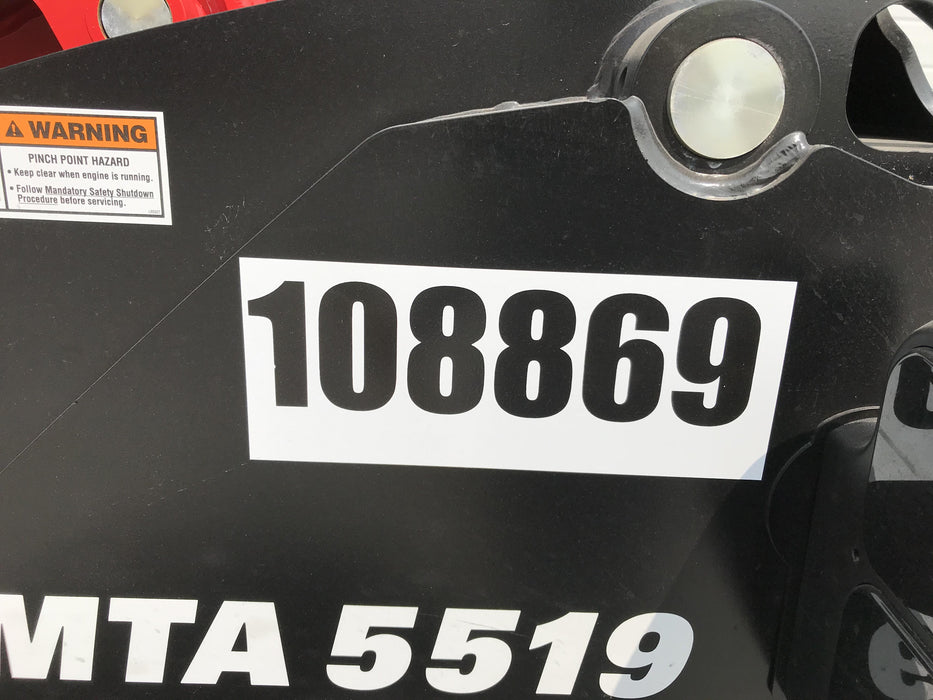 WARNING
PINCH POINT HAZARD
• Keep clear when engine is running.
• Follow Mandatory Safety Shutdown
Procedure before servicing.
108869
MTA 5519